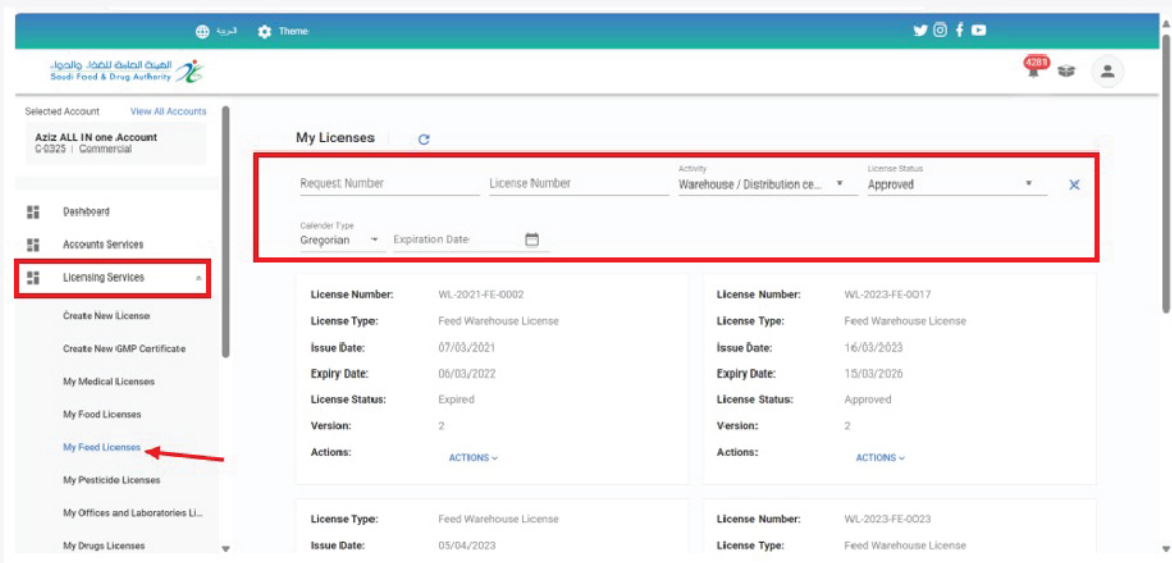 العربية
Theme
الهيئة العامة للغذاء والدواء
Saudi Food & Drug Authority
4281
Selected Account
View All Accounts
Aziz ALL IN one Account
C-0325 | Commercial
Dashboard
Accounts Services
Licensing Services
Create New License
Create New GMP Certificate
My Medical Licenses
My Food Licenses
My Feed Licenses
My Pesticide Licenses
My Offices and Laboratories Li...
My Drugs Licenses
My Licenses
Request Number
License Number
Activity
Warehouse / Distribution ce...
License Status
Approved
Calender Type
Gregorian
Expiration Date
License Number: WL-2021-FE-0002
License Type: Feed Warehouse License
Issue Date: 07/03/2021
Expiry Date: 06/03/2022
License Status: Expired
Version: 2
Actions: ACTIONS
License Number: WL-2023-FE-0017
License Type: Feed Warehouse License
Issue Date: 16/03/2023
Expiry Date: 15/03/2026
License Status: Approved
Version: 2
Actions: ACTIONS
License Type: Feed Warehouse License
Issue Date: 05/04/2023
License Number: WL-2023-FE-0023
License Type: Feed Warehouse License